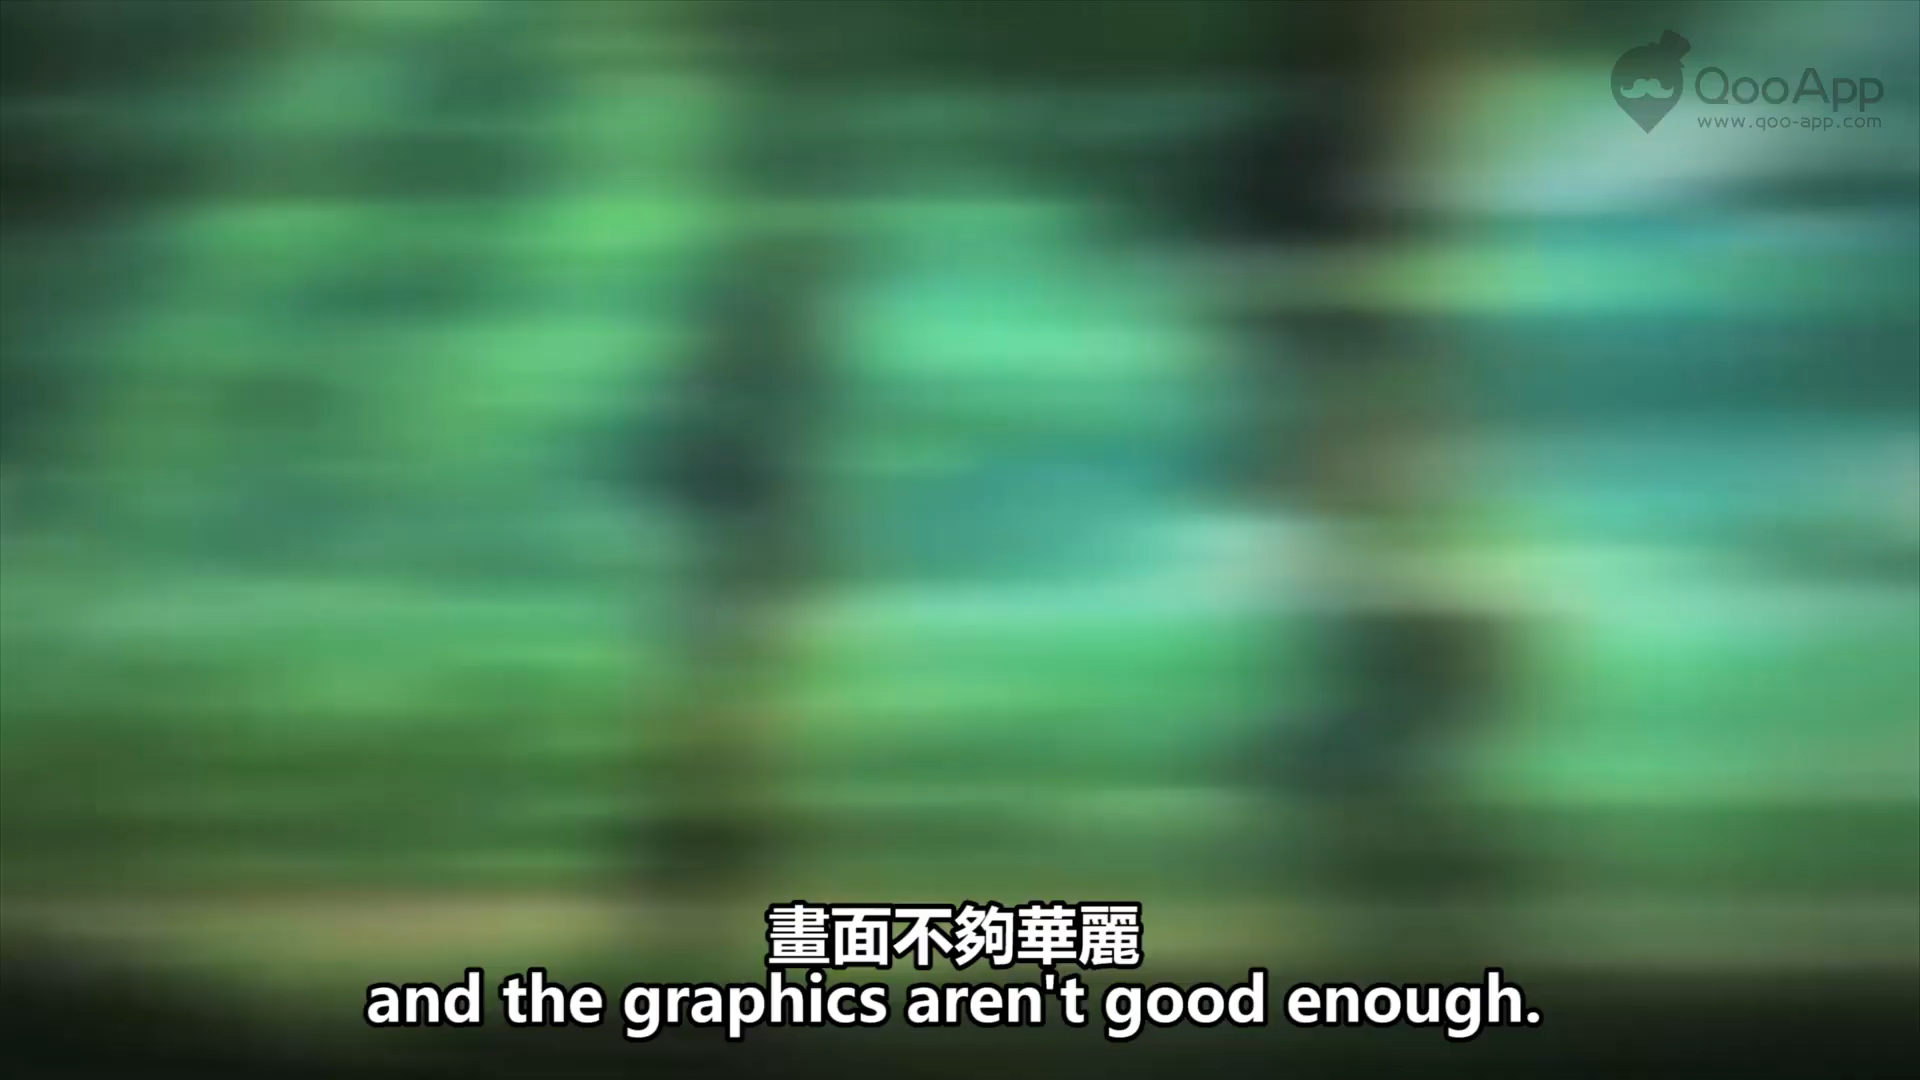 QooApp
www.qoo-app.com
畫面不夠華麗
and the graphics aren't good enough.